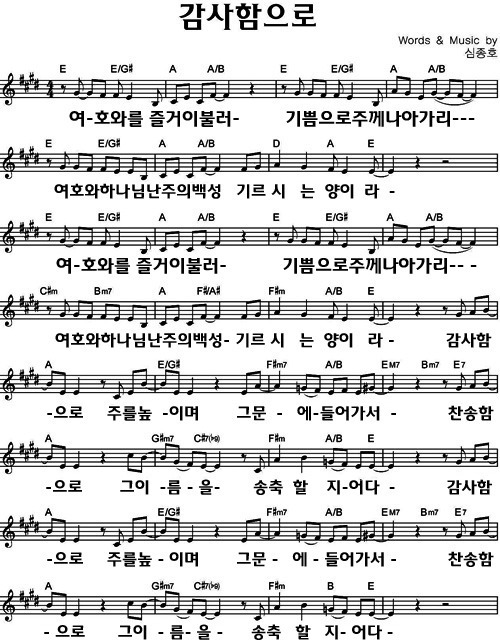 감사함으로
Words & Music by
심종호
E E/G# A A/B E E/G# A A/B
여-호와를 즐거이불러- 기쁨으로주께나아가리---
E E/G# A A/B D A E
여호와하나님난주의백성 기르 시 는 양이 라 -
E E/G# A A/B E E/G# A A/B
여-호와를 즐거이불러- 기쁨으로주께나아가리-- -
C#m Bm7 A F#/A# F#m A/B E
여호와하나님난주의백성- 기르 시 는 양이 라 - 감사함
A E/G# F#m7 A/B EM7 Bm7 E7
-으로 주를높 -이며 그문 - 에-들어가서 - 찬송함
A G#m7 C#7(b9) F#m A/B E
-으로 그이 -름 -을- 송축 할 지-어다 - 감사함
A E/G# F#m7 A/B EM7 Bm7 E7
-으로 주를높-이며 그문- - 에-들어가서 - 찬송함
A G#m7 C#7(b9) F#m B E
- 으로 그이 -름-을- 송축 할 지-어다-